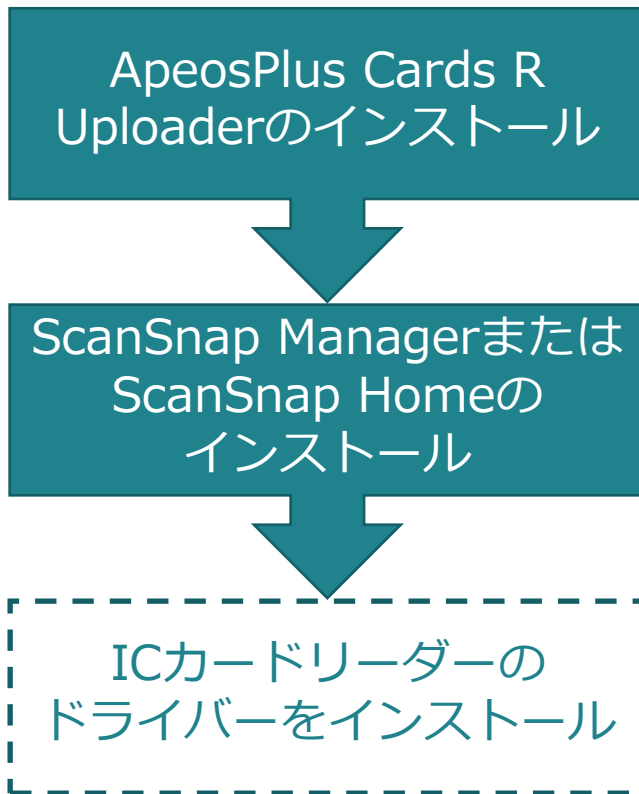 ApeosPlus Cards R
Uploaderのインストール
ScanSnap Managerまたは
ScanSnap Homeの
インストール
ICカードリーダーの
ドライバーをインストール